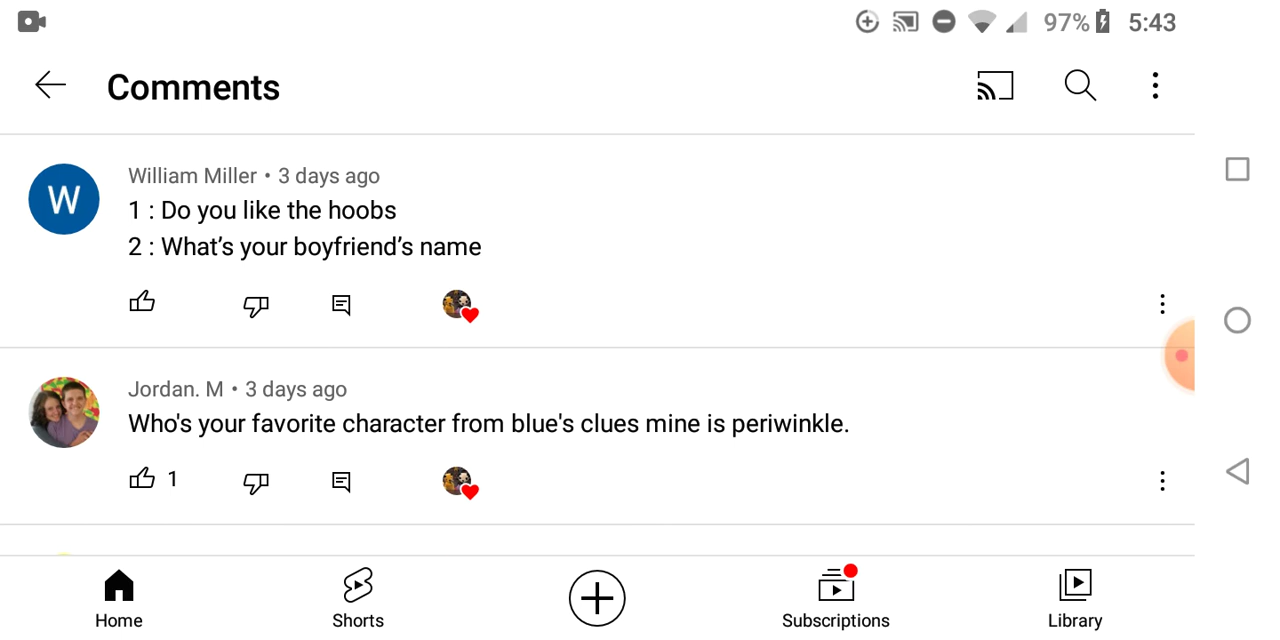 97% 5:43
Comments
W
William Miller • 3 days ago
1 : Do you like the hoobs
2 : What’s your boyfriend’s name
Jordan. M • 3 days ago
Who's your favorite character from blue's clues mine is periwinkle.
1
Home Shorts Subscriptions Library